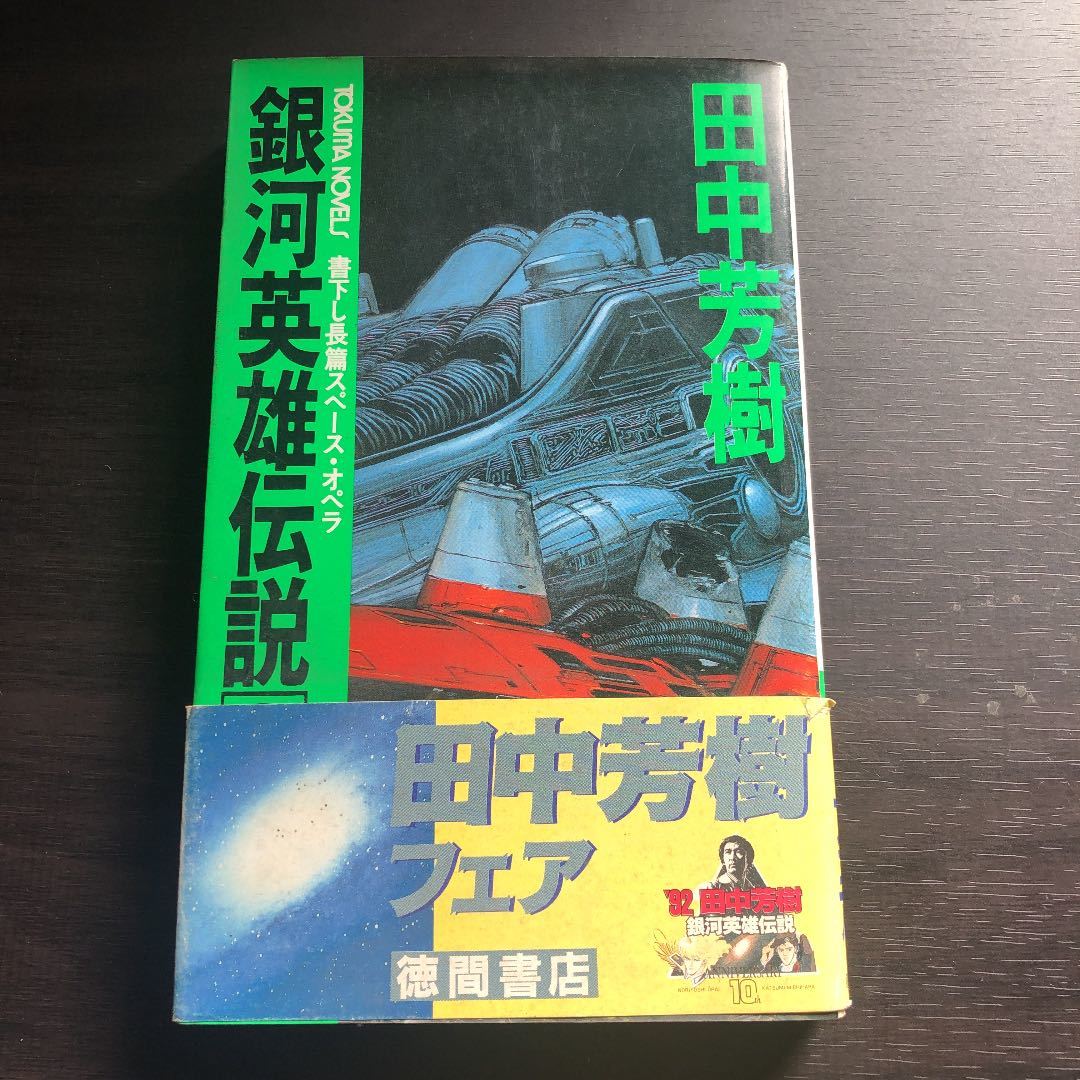 田中芳樹
TOKUMA NOVELS 書下し長篇スペース・オペラ
銀河英雄伝説
田中芳樹
フェア
徳間書店
'92 田中芳樹
銀河英雄伝説
ANNIVERSARY
10th